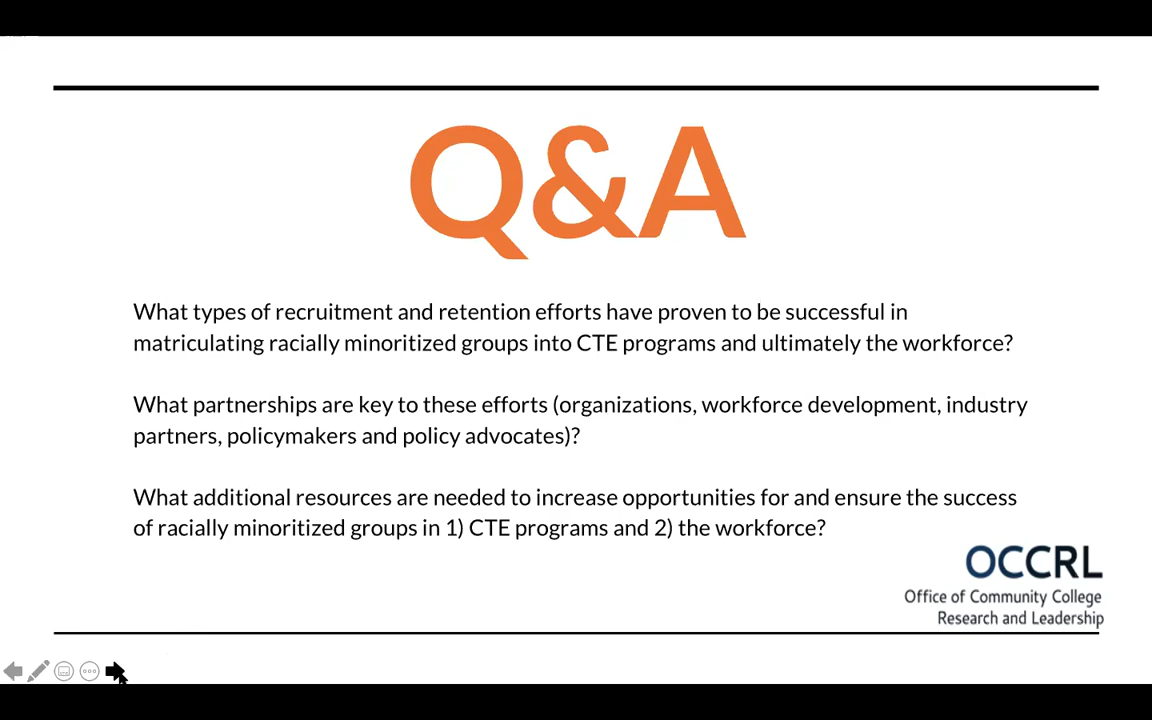 Q&A
What types of recruitment and retention efforts have proven to be successful in
matriculating racially minoritized groups into CTE programs and ultimately the workforce?
What partnerships are key to these efforts (organizations, workforce development, industry
partners, policymakers and policy advocates)?
What additional resources are needed to increase opportunities for and ensure the success
of racially minoritized groups in 1) CTE programs and 2) the workforce?
OCCRL
Office of Community College
Research and Leadership